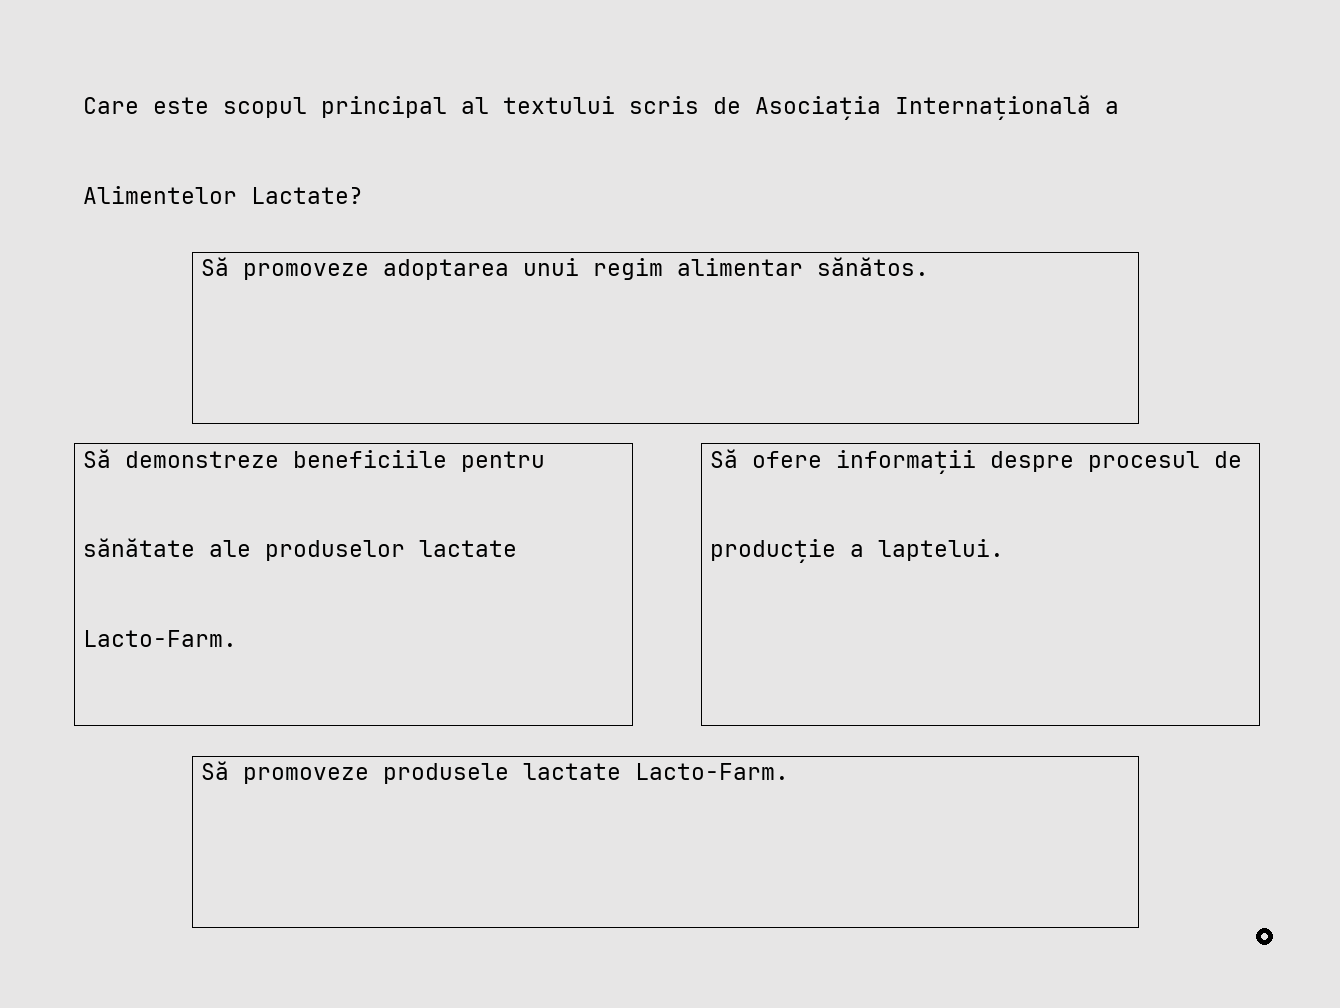 Care este scopul principal al textului scris de Asociația Internațională a
Alimentelor Lactate?
Să promoveze adoptarea unui regim alimentar sănătos.
Să demonstreze beneficiile pentru
sănătate ale produselor lactate
Lacto-Farm.
Să ofere informații despre procesul de
producție a laptelui.
Să promoveze produsele lactate Lacto-Farm.